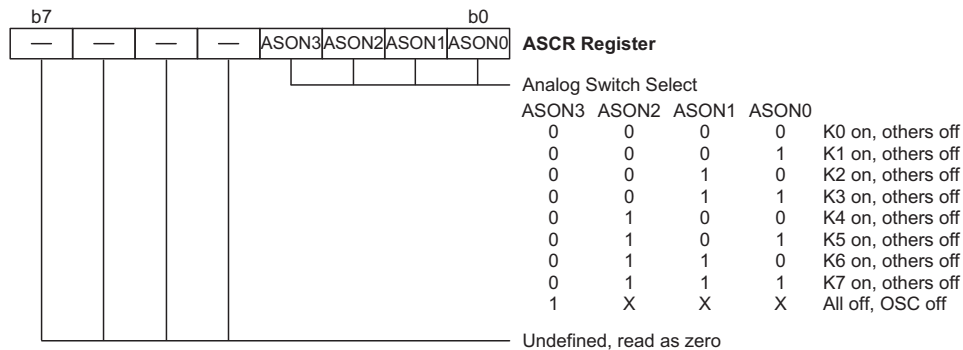 b7 b0
— — — — ASON3 ASON2 ASON1 ASON0 ASCR Register
Analog Switch Select
ASON3 ASON2 ASON1 ASON0
0 0 0 0 K0 on, others off
0 0 0 1 K1 on, others off
0 0 1 0 K2 on, others off
0 0 1 1 K3 on, others off
0 1 0 0 K4 on, others off
0 1 0 1 K5 on, others off
0 1 1 0 K6 on, others off
0 1 1 1 K7 on, others off
1 X X X All off, OSC off
Undefined, read as zero